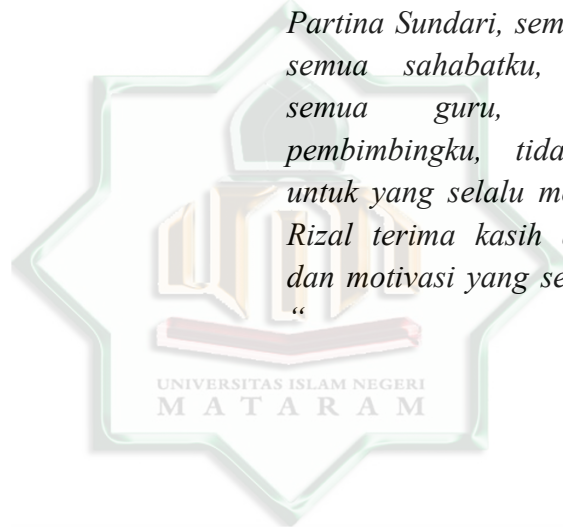 Partina Sundari, sem
semua sahabatku,
semua guru,
pembimbingku, tida
untuk yang selalu m
Rizal terima kasih
dan motivasi yang se
“
UNIVERSITAS ISLAM NEGERI
MATARAM